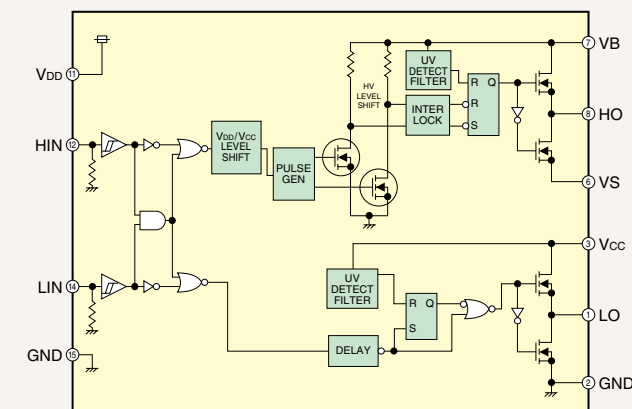 VDD 11
HIN 12
LIN 14
GND 15
VDD/VCC
LEVEL
SHIFT
PULSE
GEN
HV
LEVEL
SHIFT
UV
DETECT
FILTER
INTER
LOCK
R Q
R
S
7 VB
8 HO
6 VS
3 VCC
UV
DETECT
FILTER
R Q
S
DELAY
1 LO
2 GND